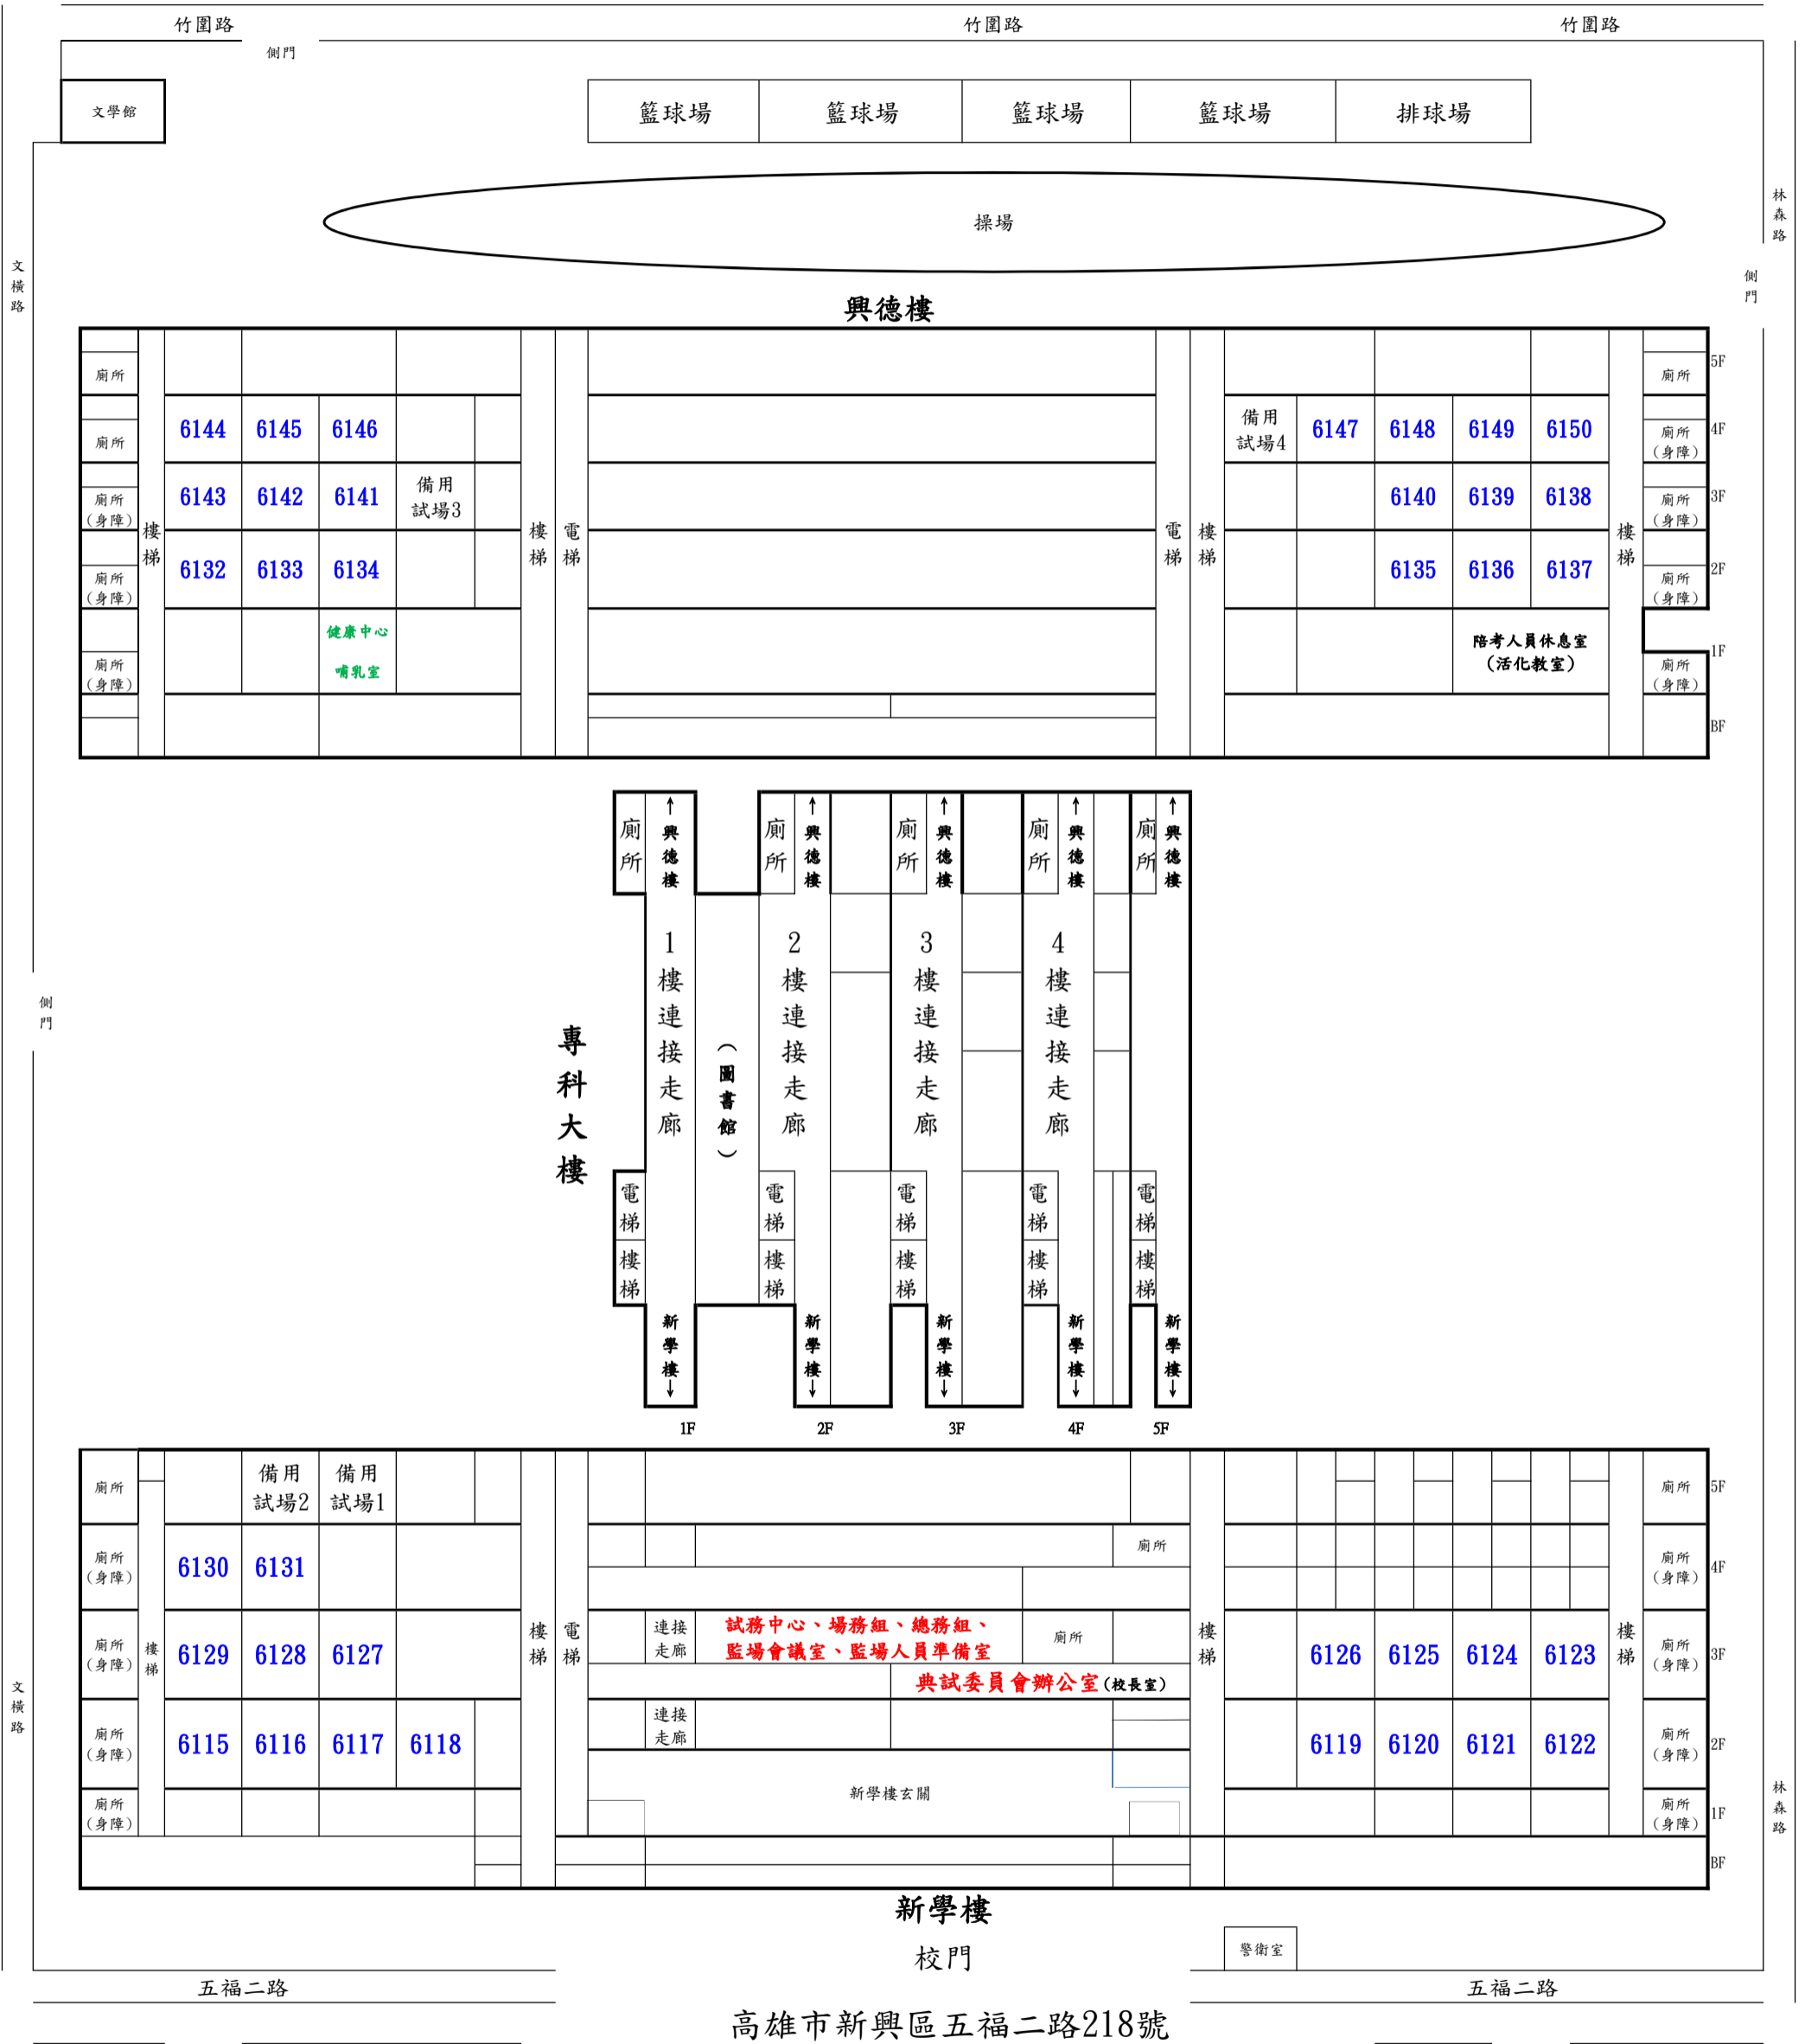 竹圍路 竹圍路 竹圍路
側門
文學館 籃球場 籃球場 籃球場 籃球場 排球場
林森路
操場
文橫路
側門
興德樓
廁所 廁所 5F
廁所 6144 6145 6146 備用試場4 6147 6148 6149 6150 廁所(身障) 4F
廁所(身障) 6143 6142 6141 備用試場3 6140 6139 6138 廁所(身障) 3F
樓梯 樓梯 電梯 電梯 樓梯 樓梯
廁所(身障) 6132 6133 6134 6135 6136 6137 廁所(身障) 2F
健康中心
哺乳室
陪考人員休息室
(活化教室)
廁所(身障) 廁所(身障) 1F
BF
廁所 ↑興德樓 廁所 ↑興德樓 廁所 ↑興德樓 廁所 ↑興德樓 廁所 ↑興德樓
側門
專科大樓
1樓連接走廊 (圖書館) 2樓連接走廊 3樓連接走廊 4樓連接走廊
電梯 電梯 電梯 電梯 電梯
樓梯 樓梯 樓梯 樓梯 樓梯
新學樓↓ 新學樓↓ 新學樓↓ 新學樓↓ 新學樓↓
1F 2F 3F 4F 5F
廁所 備用試場2 備用試場1 廁所 5F
廁所(身障) 6130 6131 廁所 廁所(身障) 4F
樓梯 樓梯 電梯 樓梯 樓梯
廁所(身障) 6129 6128 6127 連接走廊
試務中心、場務組、總務組、
監場會議室、監場人員準備室
廁所 6126 6125 6124 6123 廁所(身障) 3F
典試委員會辦公室(校長室)
文橫路
廁所(身障) 6115 6116 6117 6118 連接走廊 6119 6120 6121 6122 廁所(身障) 2F
新學樓玄關
廁所(身障) 廁所(身障) 1F
林森路
BF
新學樓
校門 警衛室
五福二路 五福二路
高雄市新興區五福二路218號